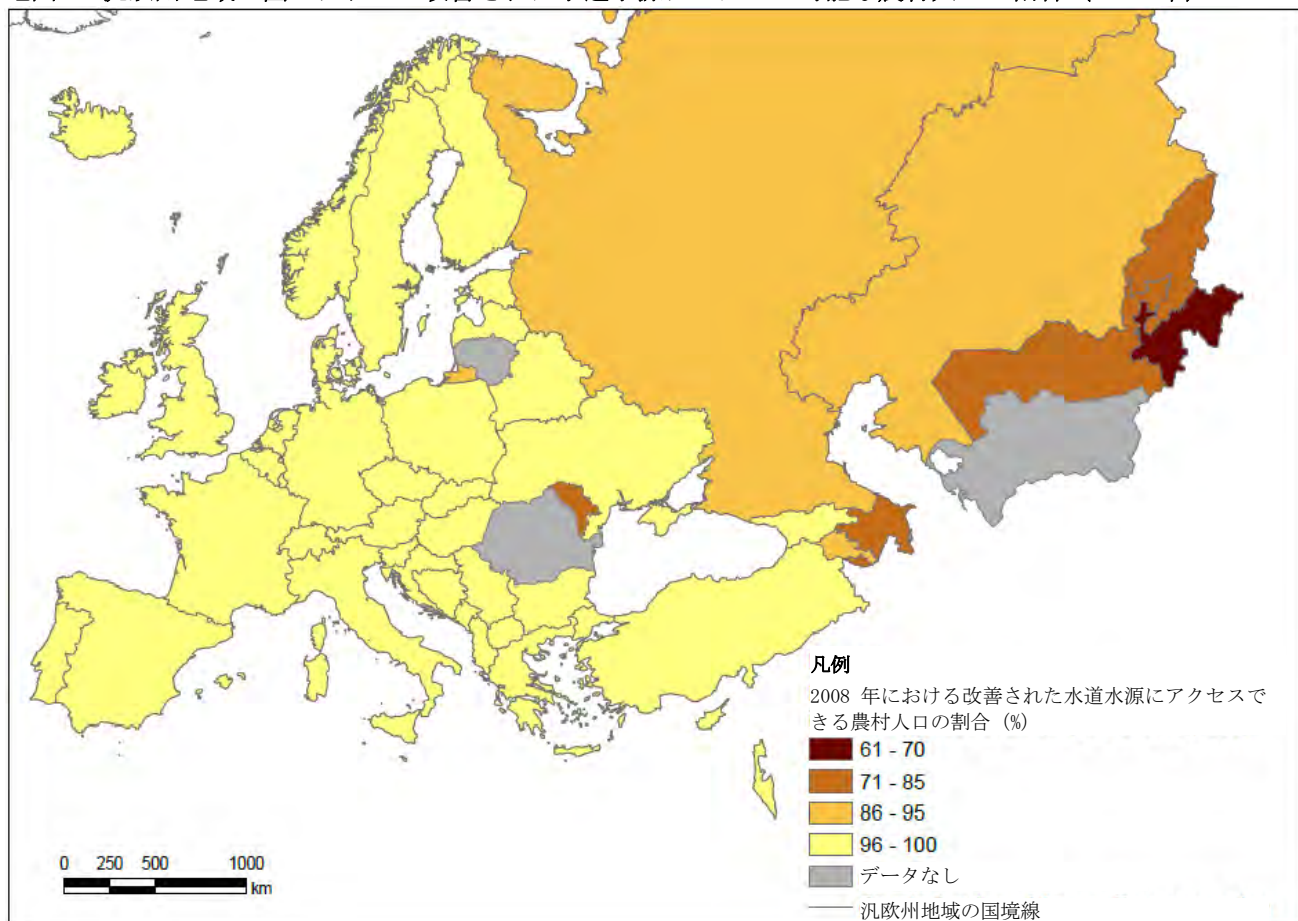 凡例
2008 年における改善された水道水源にアクセスで
きる農村人口の割合 (%)
61 - 70
71 - 85
86 - 95
96 - 100
データなし
汎欧州地域の国境線
0 250 500 1000
km